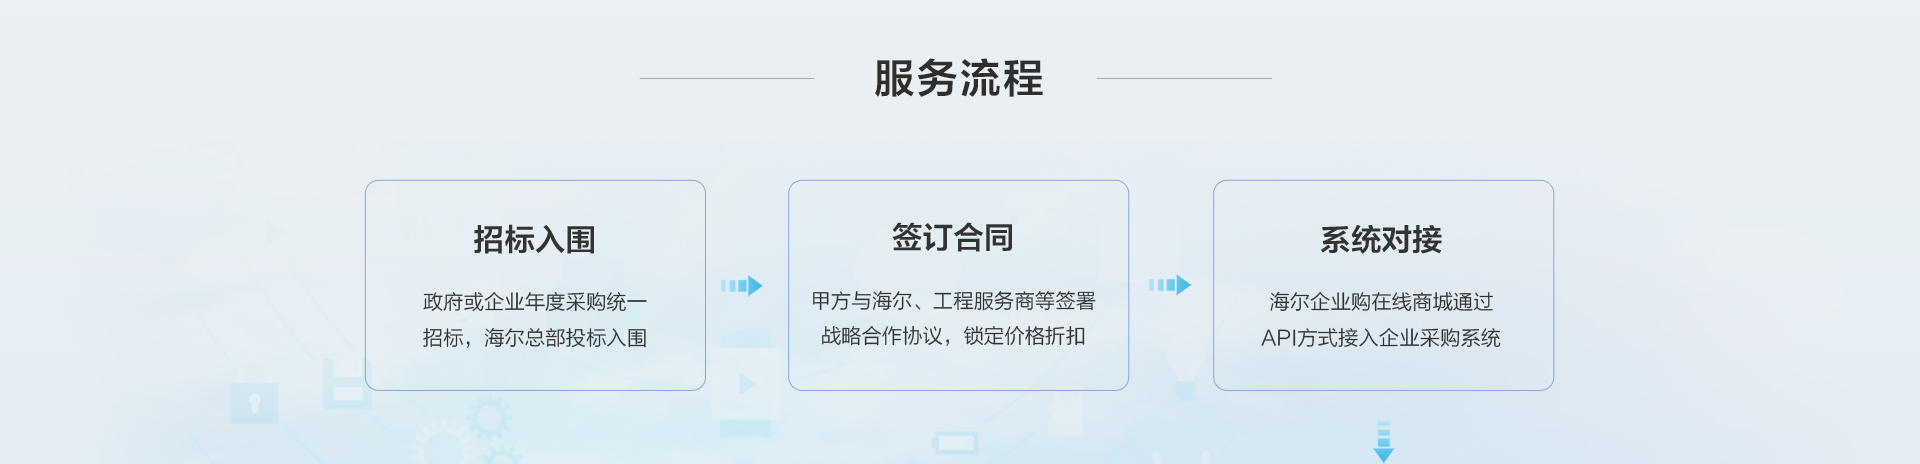 服务流程
招标入围
政府或企业年度采购统一
招标，海尔总部投标入围
签订合同
甲方与海尔、工程服务商等签署
战略合作协议，锁定价格折扣
系统对接
海尔企业购在线商城通过
API方式接入企业采购系统